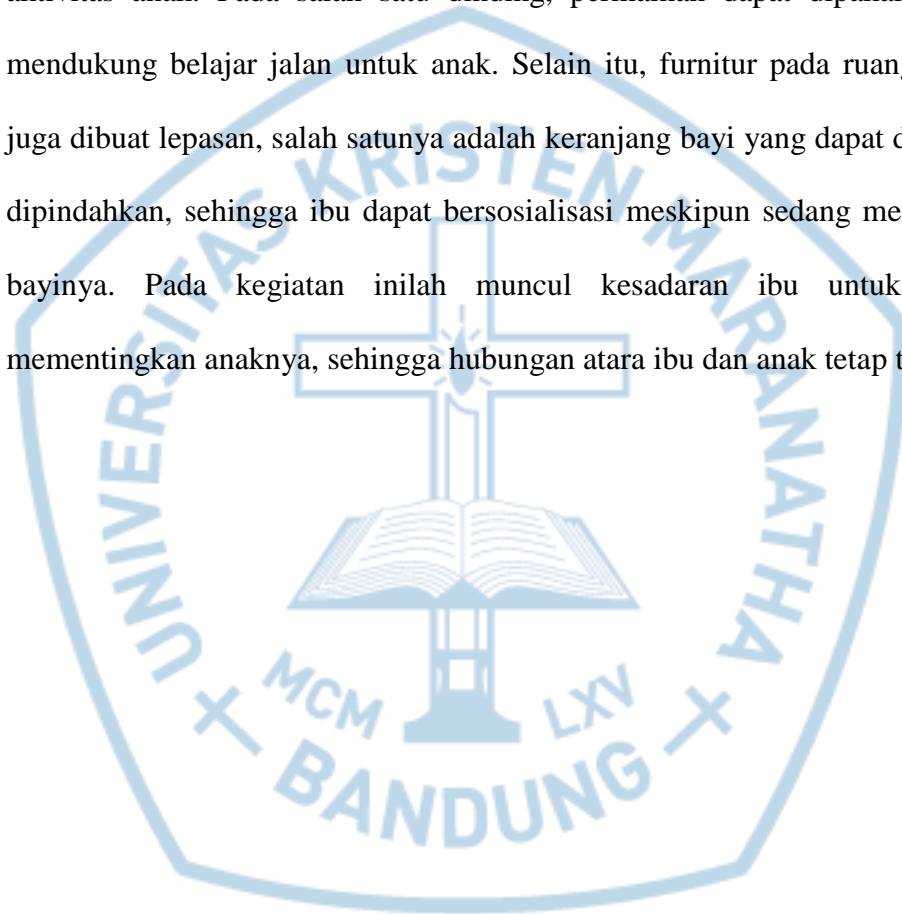 aktivitas anak. Pada salah satu dinding, permainan dapat
mendukung belajar jalan untuk anak. Selain itu, furnitur pada
juga dibuat lepasan, salah satunya adalah keranjang bayi yang dapat
dipindahkan, sehingga ibu dapat bersosialisasi meskipun sedang
bayinya. Pada kegiatan inilah muncul kesadaran ibu untuk
mementingkan anaknya, sehingga hubungan atara ibu dan anak tetap
UNIVERSITAS KRISTEN MARANATHA
MCM LXV
BANDUNG